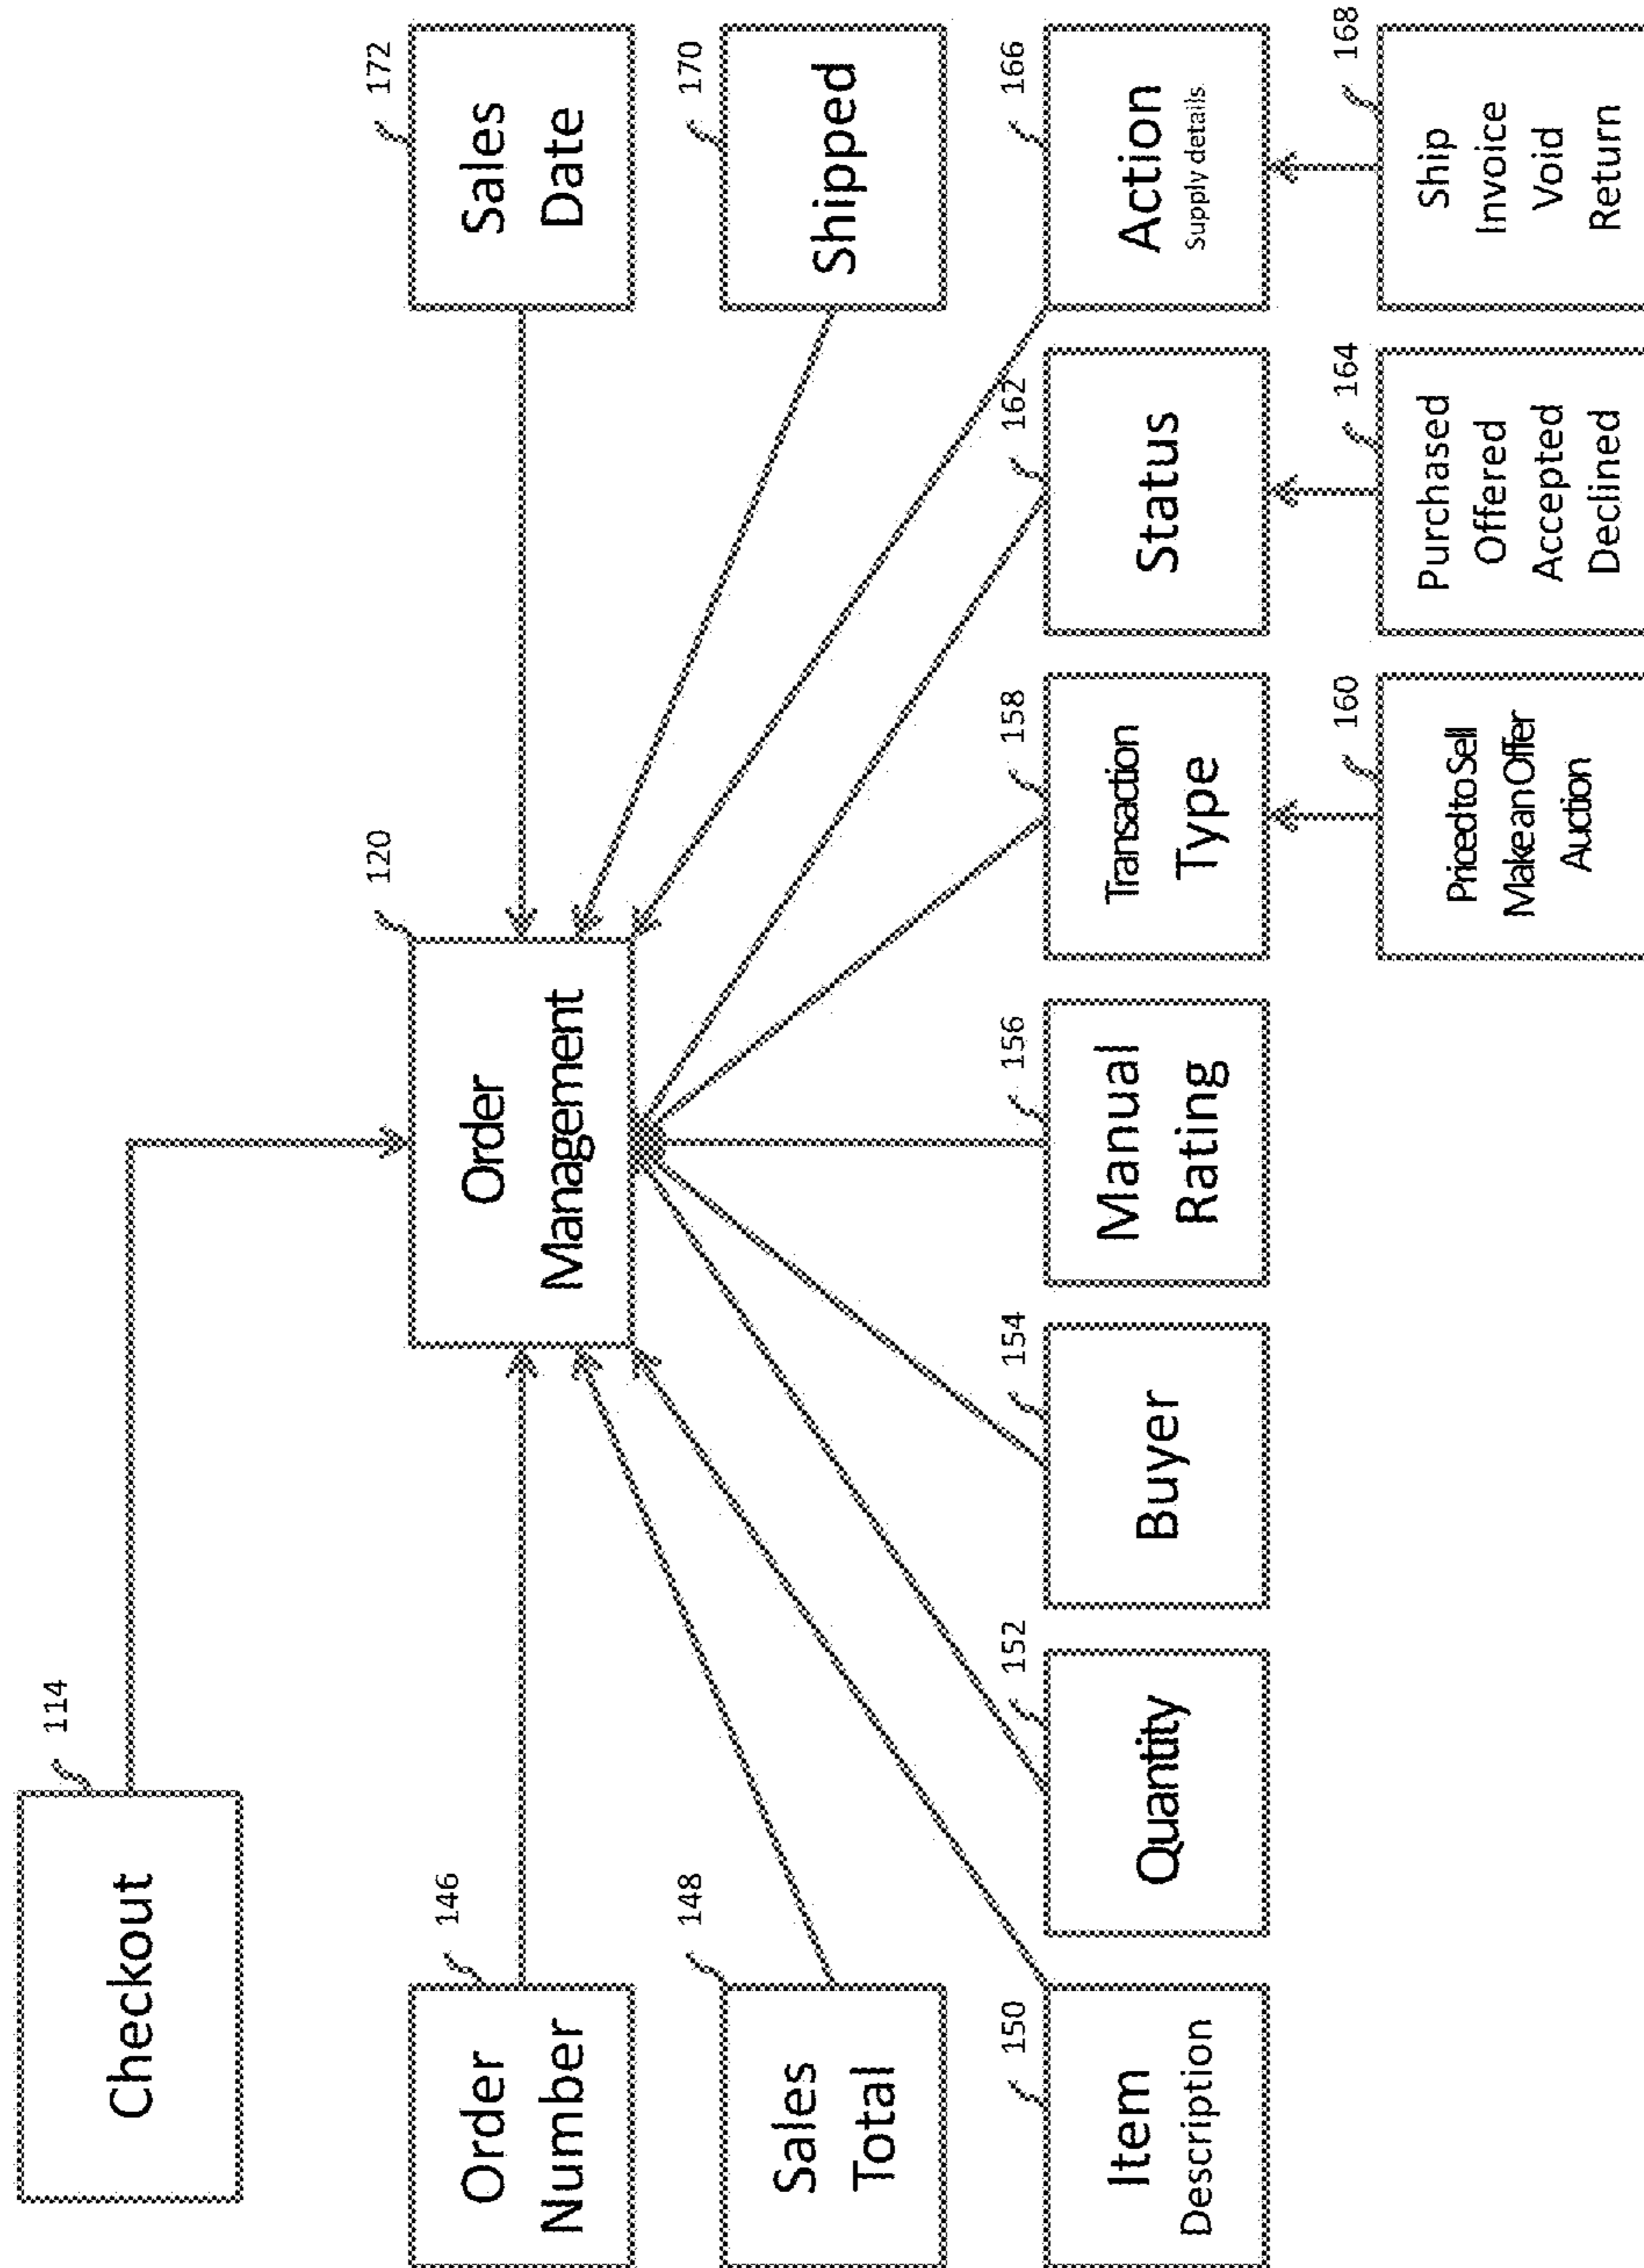 114
Checkout
120
Order
Management
146
Order
Number
172
Sales
Date
148
Sales
Total
170
Shipped
150
Item
Description
152
Quantity
154
Buyer
156
Manual
Rating
158
Transaction
Type
162
Status
166
Action
Supply details
160
Priced to Sell
Make an Offer
Auction
164
Purchased
Offered
Accepted
Declined
168
Ship
Invoice
Void
Return